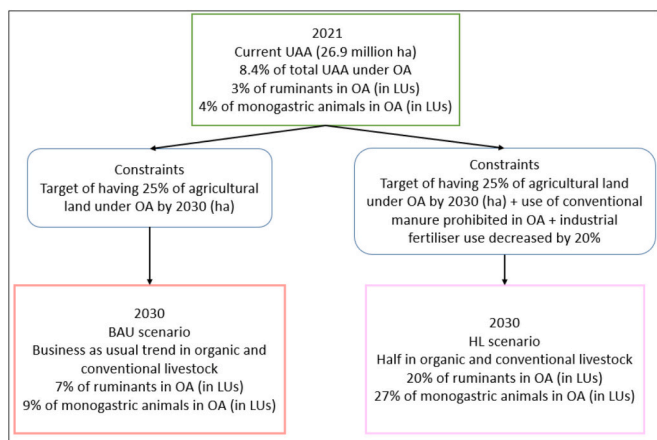 2021
Current UAA (26.9 million ha)
8.4% of total UAA under OA
3% of ruminants in OA (in LUs)
4% of monogastric animals in OA (in LUs)
Constraints
Target of having 25% of agricultural
land under OA by 2030 (ha)
Constraints
Target of having 25% of agricultural land
under OA by 2030 (ha) + use of conventional
manure prohibited in OA + industrial
fertiliser use decreased by 20%
2030
BAU scenario
Business as usual trend in organic and
conventional livestock
7% of ruminants in OA (in LUs)
9% of monogastric animals in OA (in LUs)
2030
HL scenario
Half in organic and conventional livestock
20% of ruminants in OA (in LUs)
27% of monogastric animals in OA (in LUs)